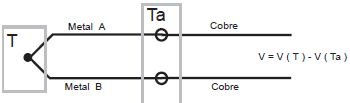 Ta
Metal A
Cobre
T
V = V ( T ) - V ( Ta )
Metal B
Cobre